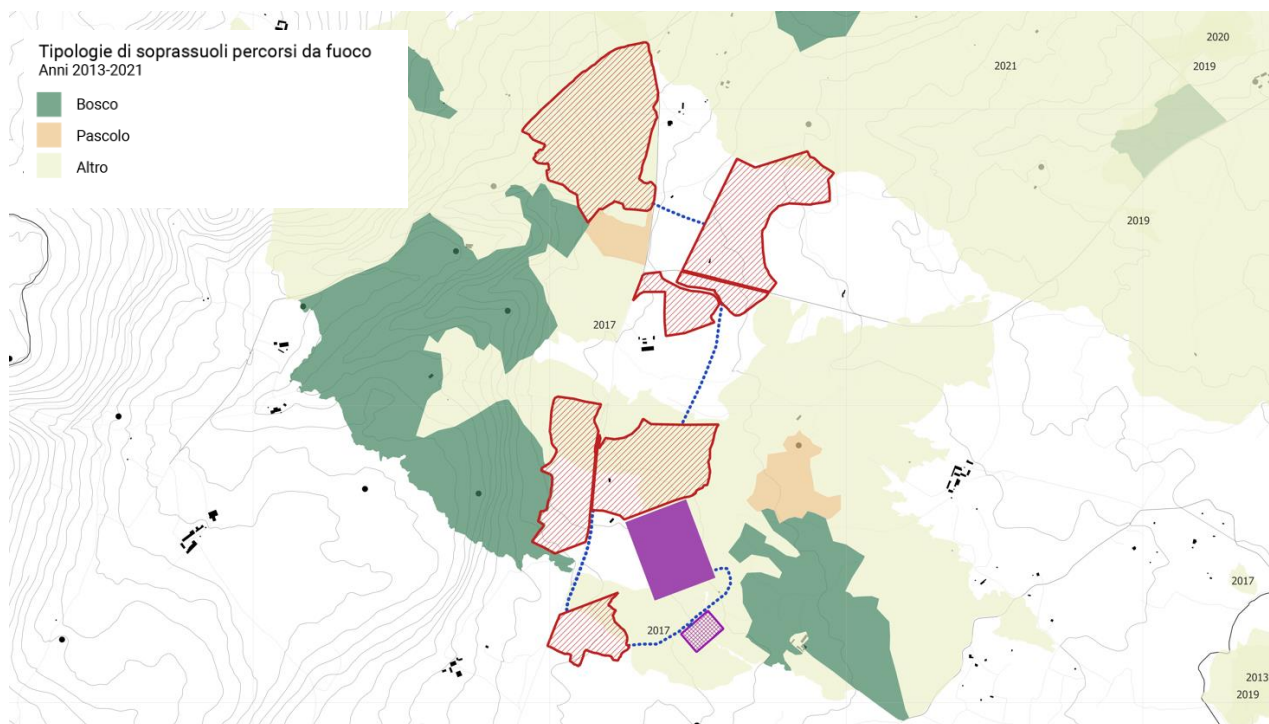 Tipologie di soprassuoli percorsi da fuoco
Anni 2013-2021
Bosco
Pascolo
Altro
2020
2021
2019
2019
2017
2017
2017
2013
2019